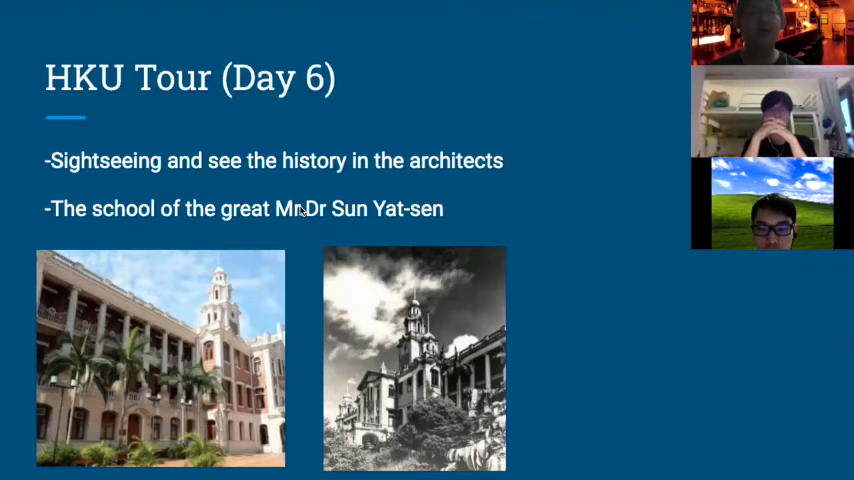 HKU Tour (Day 6)
-Sightseeing and see the history in the architects
-The school of the great Mr.Dr Sun Yat-sen